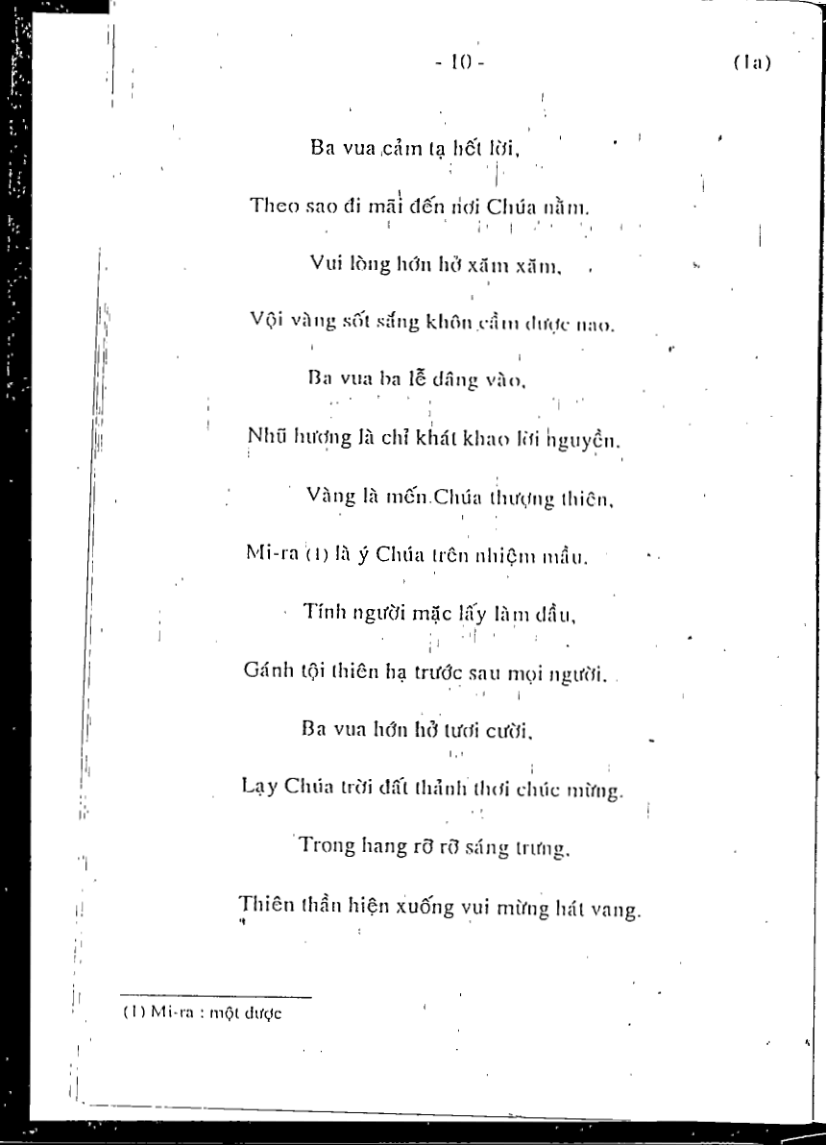 - 10 -
(1a)
Ba vua cảm tạ hết lời,
Theo sao đi mãi đến nơi Chúa nằm.
Vui lòng hớn hở xăm xăm,
Vội vàng sốt sắng khôn cầm được nao.
Ba vua ba lễ dâng vào,
Nhũ hương là chỉ khát khao lời nguyền.
Vàng là mến Chúa thượng thiên,
Mi-ra (1) là ý Chúa trên nhiệm mầu.
Tính người mặc lấy làm đầu,
Gánh tội thiên hạ trước sau mọi người.
Ba vua hớn hở tươi cười,
Lạy Chúa trời đất thảnh thơi chúc mừng.
Trong hang rỡ rỡ sáng trưng,
Thiên thần hiện xuống vui mừng hát vang.
(1) Mi-ra : một dược